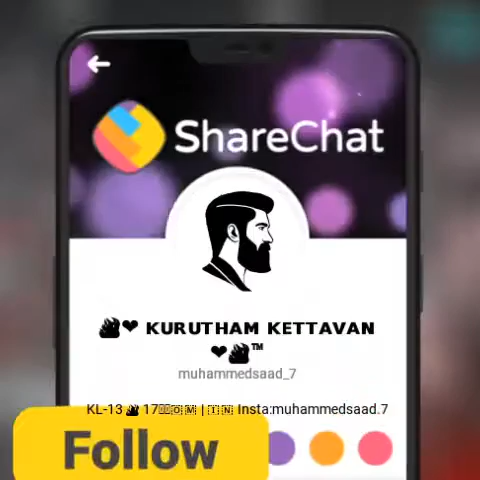 ShareChat
🔥❤ KURUTHAM KETTAVAN
❤🔥™
muhammedsaad_7
KL-13 🔥 17 | Insta:muhammedsaad.7
Follow